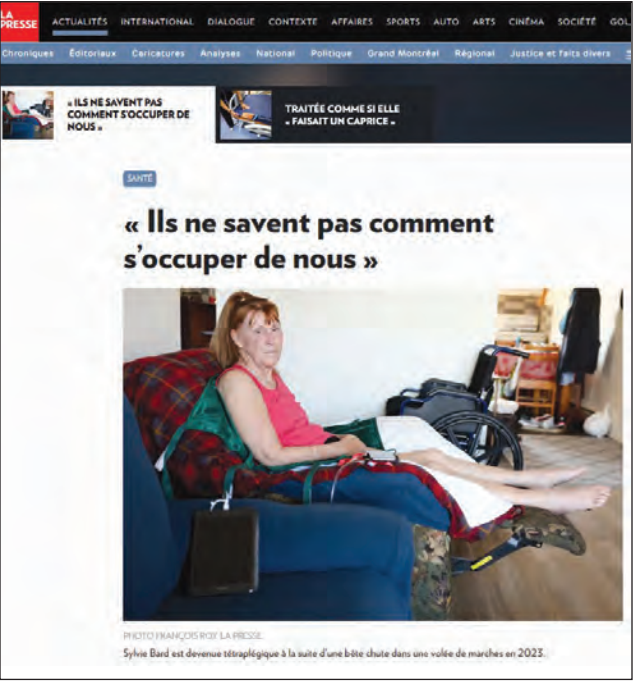 LA
PRESSE
ACTUALITÉS INTERNATIONAL DIALOGUE CONTEXTE AFFAIRES SPORTS AUTO ARTS CINÉMA SOCIÉTÉ
Chroniques Éditoriaux Caricatures Analyses National Politique Grand Montréal Régional Justice et faits divers
« ILS NE SAVENT PAS
COMMENT S'OCCUPER DE
NOUS »
TRAITÉE COMME SI ELLE
« FAISAIT UN CAPRICE »
SANTÉ
« Ils ne savent pas comment
s'occuper de nous »
PHOTO FRANÇOIS ROY, LA PRESSE
Sylvie Bard est devenue tétraplégique à la suite d'une bête chute dans une volée de marches en 2023.